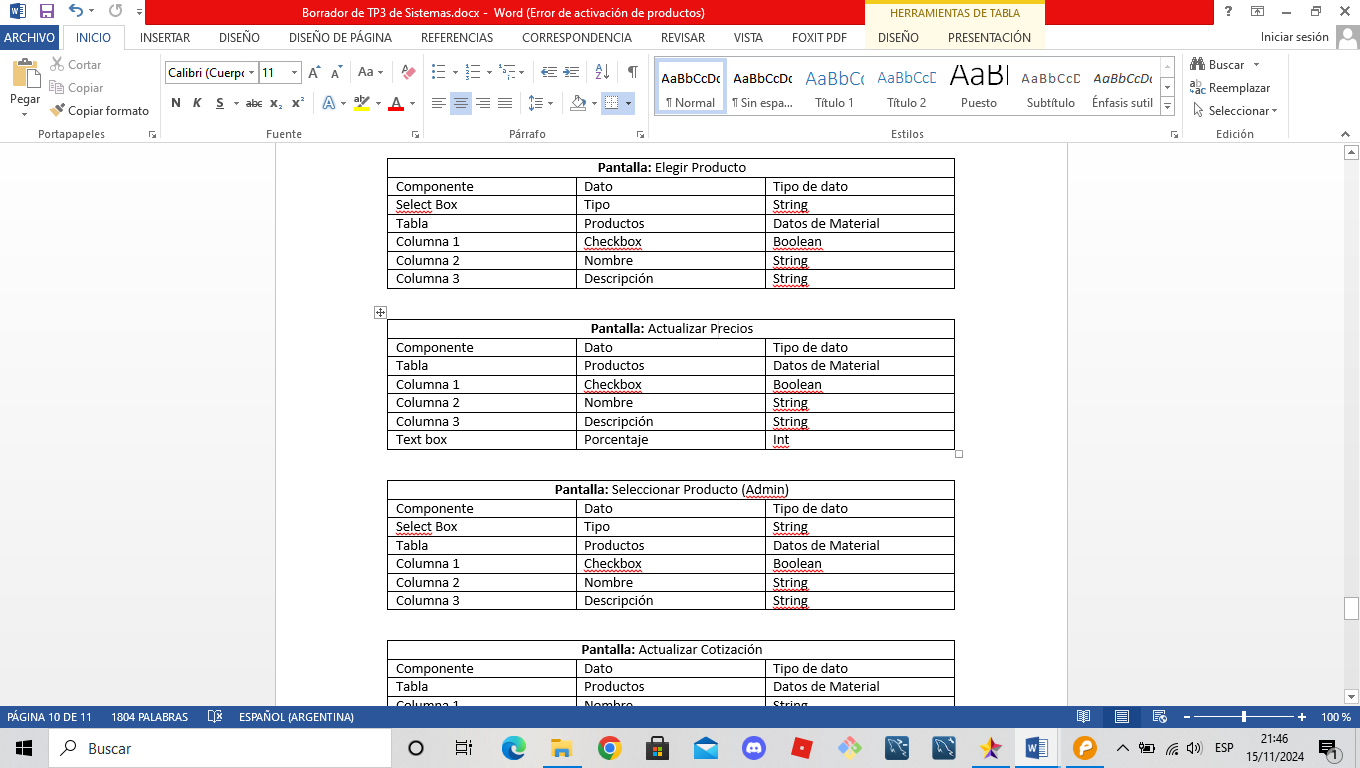 Borrador de TP3 de Sistemas.docx - Word (Error de activación de productos)
HERRAMIENTAS DE TABLA
?
ARCHIVO INICIO INSERTAR DISEÑO DISEÑO DE PÁGINA REFERENCIAS CORRESPONDENCIA REVISAR VISTA FOXIT PDF DISEÑO PRESENTACIÓN Iniciar sesión
Pegar
Cortar
Copiar
Copiar formato
Portapapeles
Calibri (Cuerpo 11
N K S abc x₂ x²
Fuente
Párrafo
AaBbCcDc AaBbCcDc AaBbCc AaBbCcD AaB AaBbCcD AaBbCcDc
¶ Normal ¶ Sin espa... Título 1 Título 2 Puesto Subtítulo Énfasis sutil
Estilos
Buscar
Reemplazar
Seleccionar
Edición
Pantalla: Elegir Producto
Componente Dato Tipo de dato
Select Box Tipo String
Tabla Productos Datos de Material
Columna 1 Checkbox Boolean
Columna 2 Nombre String
Columna 3 Descripción String
Pantalla: Actualizar Precios
Componente Dato Tipo de dato
Tabla Productos Datos de Material
Columna 1 Checkbox Boolean
Columna 2 Nombre String
Columna 3 Descripción String
Text box Porcentaje Int
Pantalla: Seleccionar Producto (Admin)
Componente Dato Tipo de dato
Select Box Tipo String
Tabla Productos Datos de Material
Columna 1 Checkbox Boolean
Columna 2 Nombre String
Columna 3 Descripción String
Pantalla: Actualizar Cotización
Componente Dato Tipo de dato
Tabla Productos Datos de Material
Columna 1 Nombre String
PÁGINA 10 DE 11 1804 PALABRAS ESPAÑOL (ARGENTINA) 100 %
Buscar
ESP
21:46
15/11/2024
1